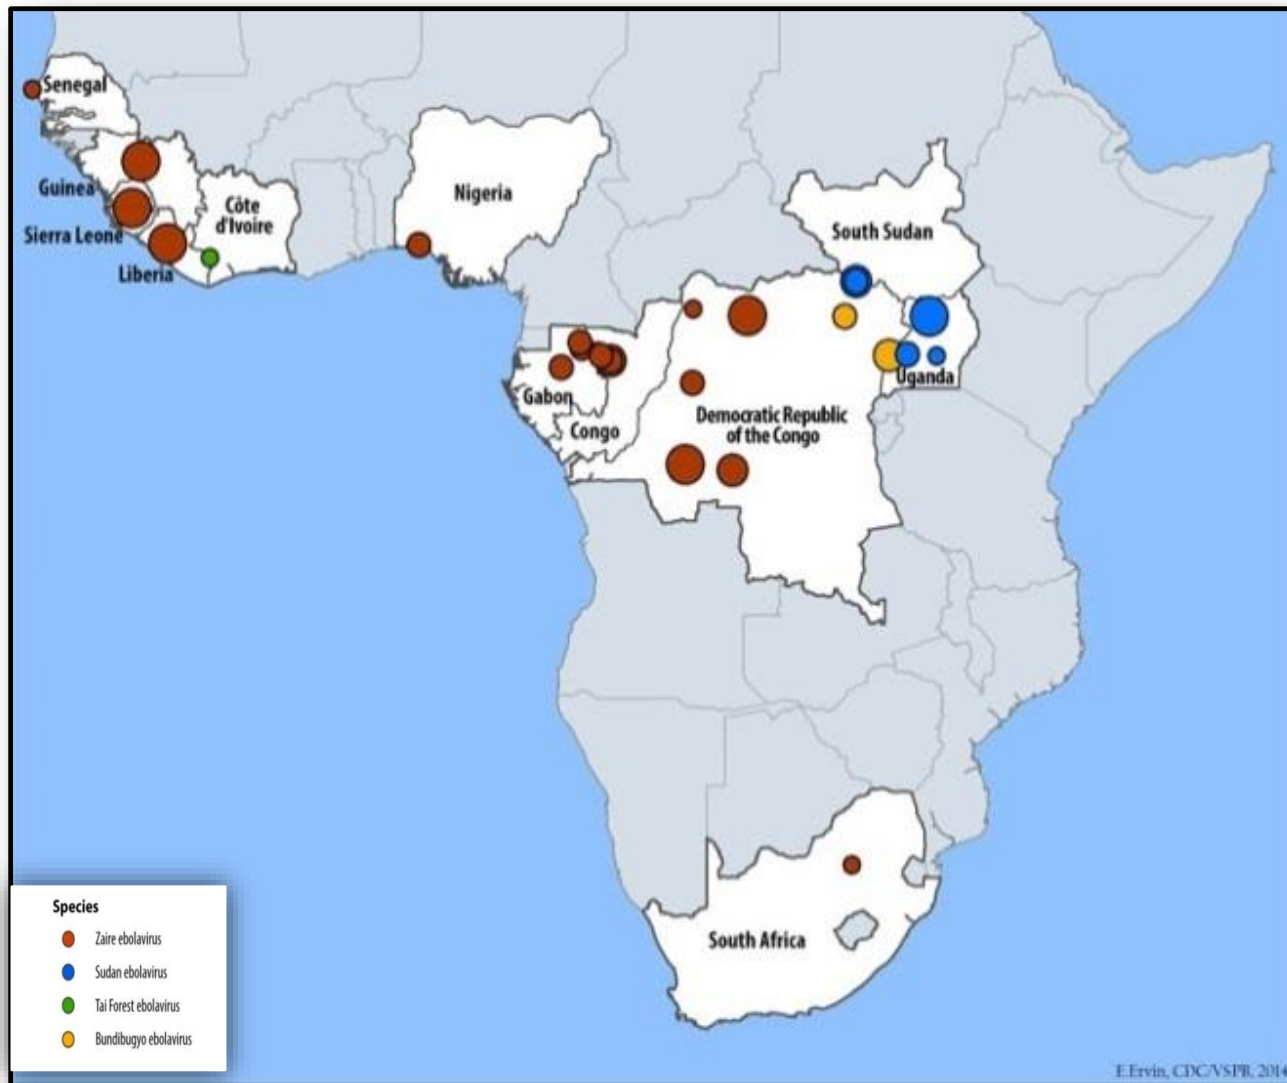 Senegal
Guinea
Sierra Leone
Liberia
Côte
d'Ivoire
Nigeria
South Sudan
Uganda
Gabon
Congo
Democratic Republic
of the Congo
South Africa
Species
Zaire ebolavirus
Sudan ebolavirus
Tai Forest ebolavirus
Bundibugyo ebolavirus
E.Ervin, CDC/VSPB, 2014